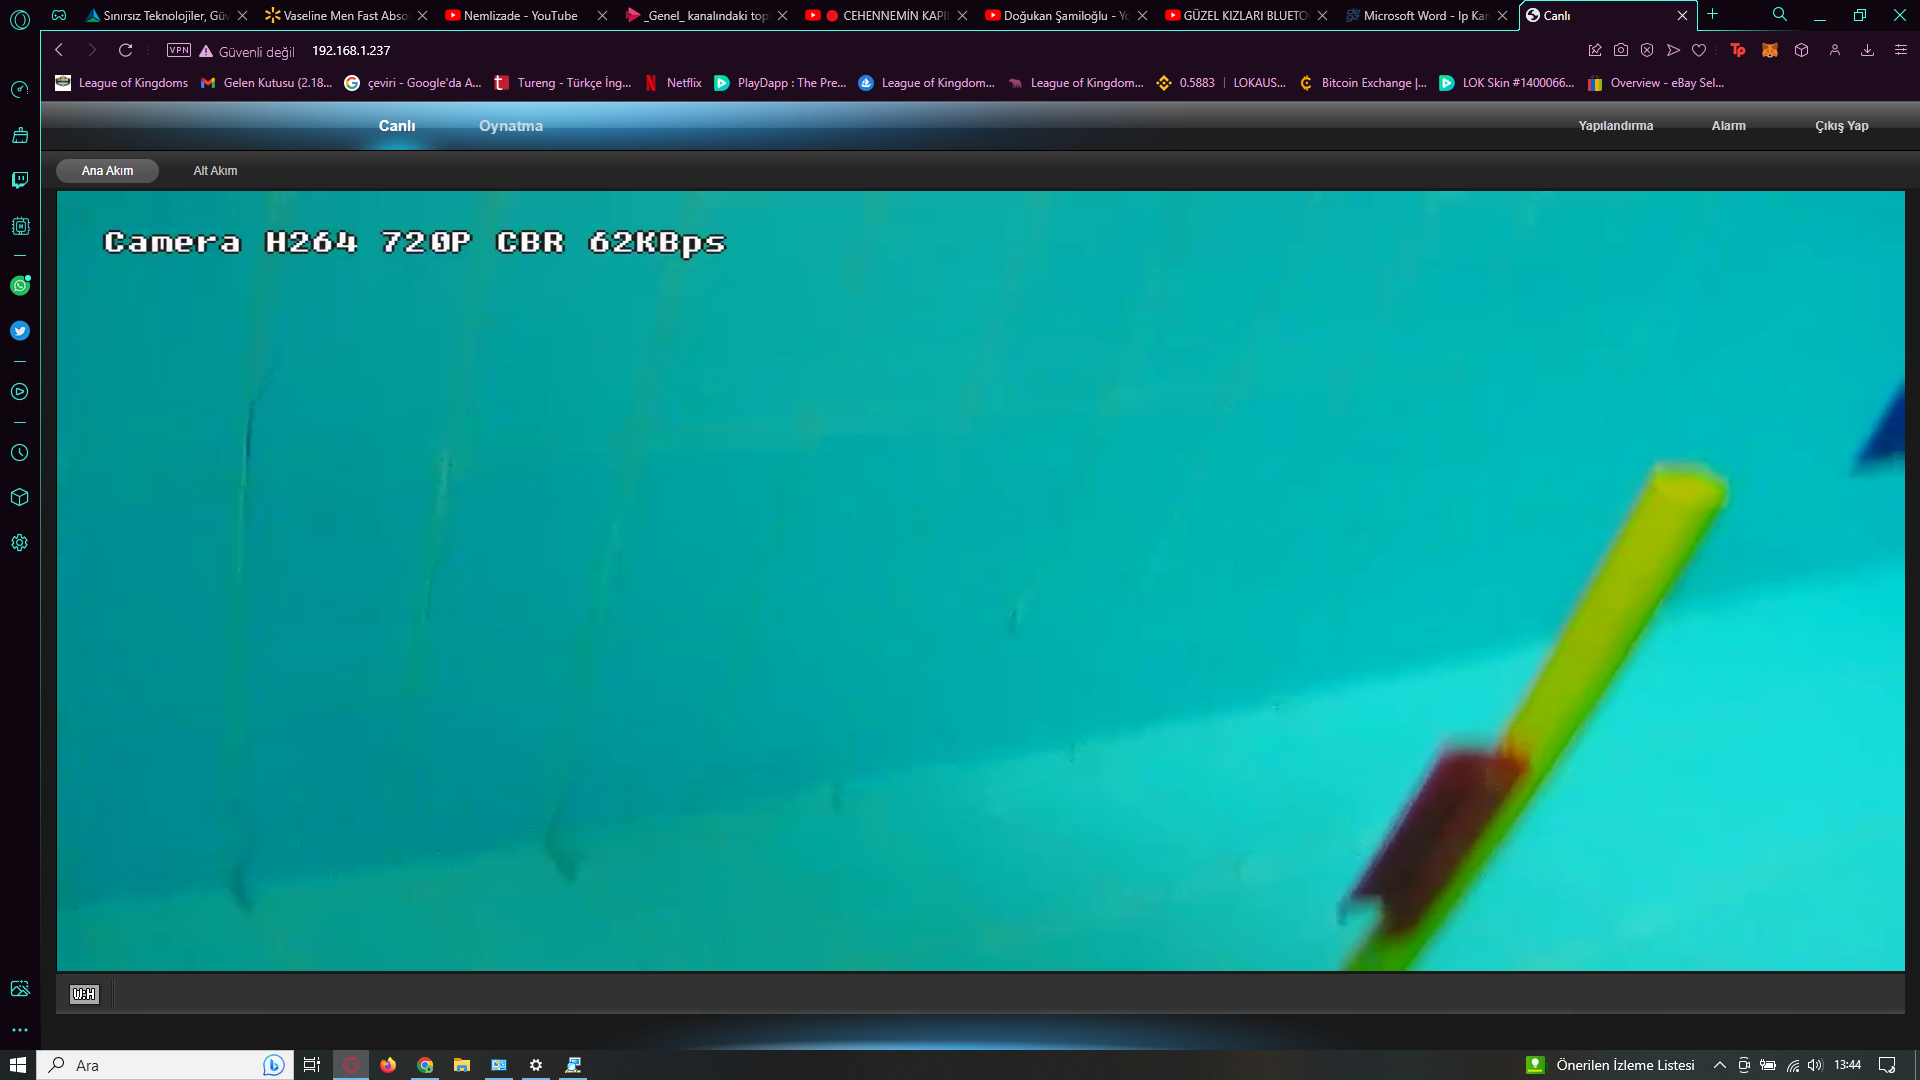 Sınırsız Teknolojiler, Güv
Vaseline Men Fast Abso
Nemlizade - YouTube
_Genel_ kanalındaki top
CEHENNEMİN KAPI
Doğukan Şamiloğlu - Yo
GÜZEL KIZLARI BLUETO
Microsoft Word - Ip Kam
Canlı
VPN
Güvenli değil
192.168.1.237
League of Kingdoms
Gelen Kutusu (2.18...
çeviri - Google'da A...
Tureng - Türkçe İng...
Netflix
PlayDapp : The Pre...
League of Kingdom...
League of Kingdom...
0.5883 | LOKAUS...
Bitcoin Exchange |...
LOK Skin #1400066...
Overview - eBay Sel...
Canlı
Oynatma
Yapılandırma
Alarm
Çıkış Yap
Ana Akım
Alt Akım
Camera H264 720P CBR 62KBps
W:H
Ara
Önerilen İzleme Listesi
13:44